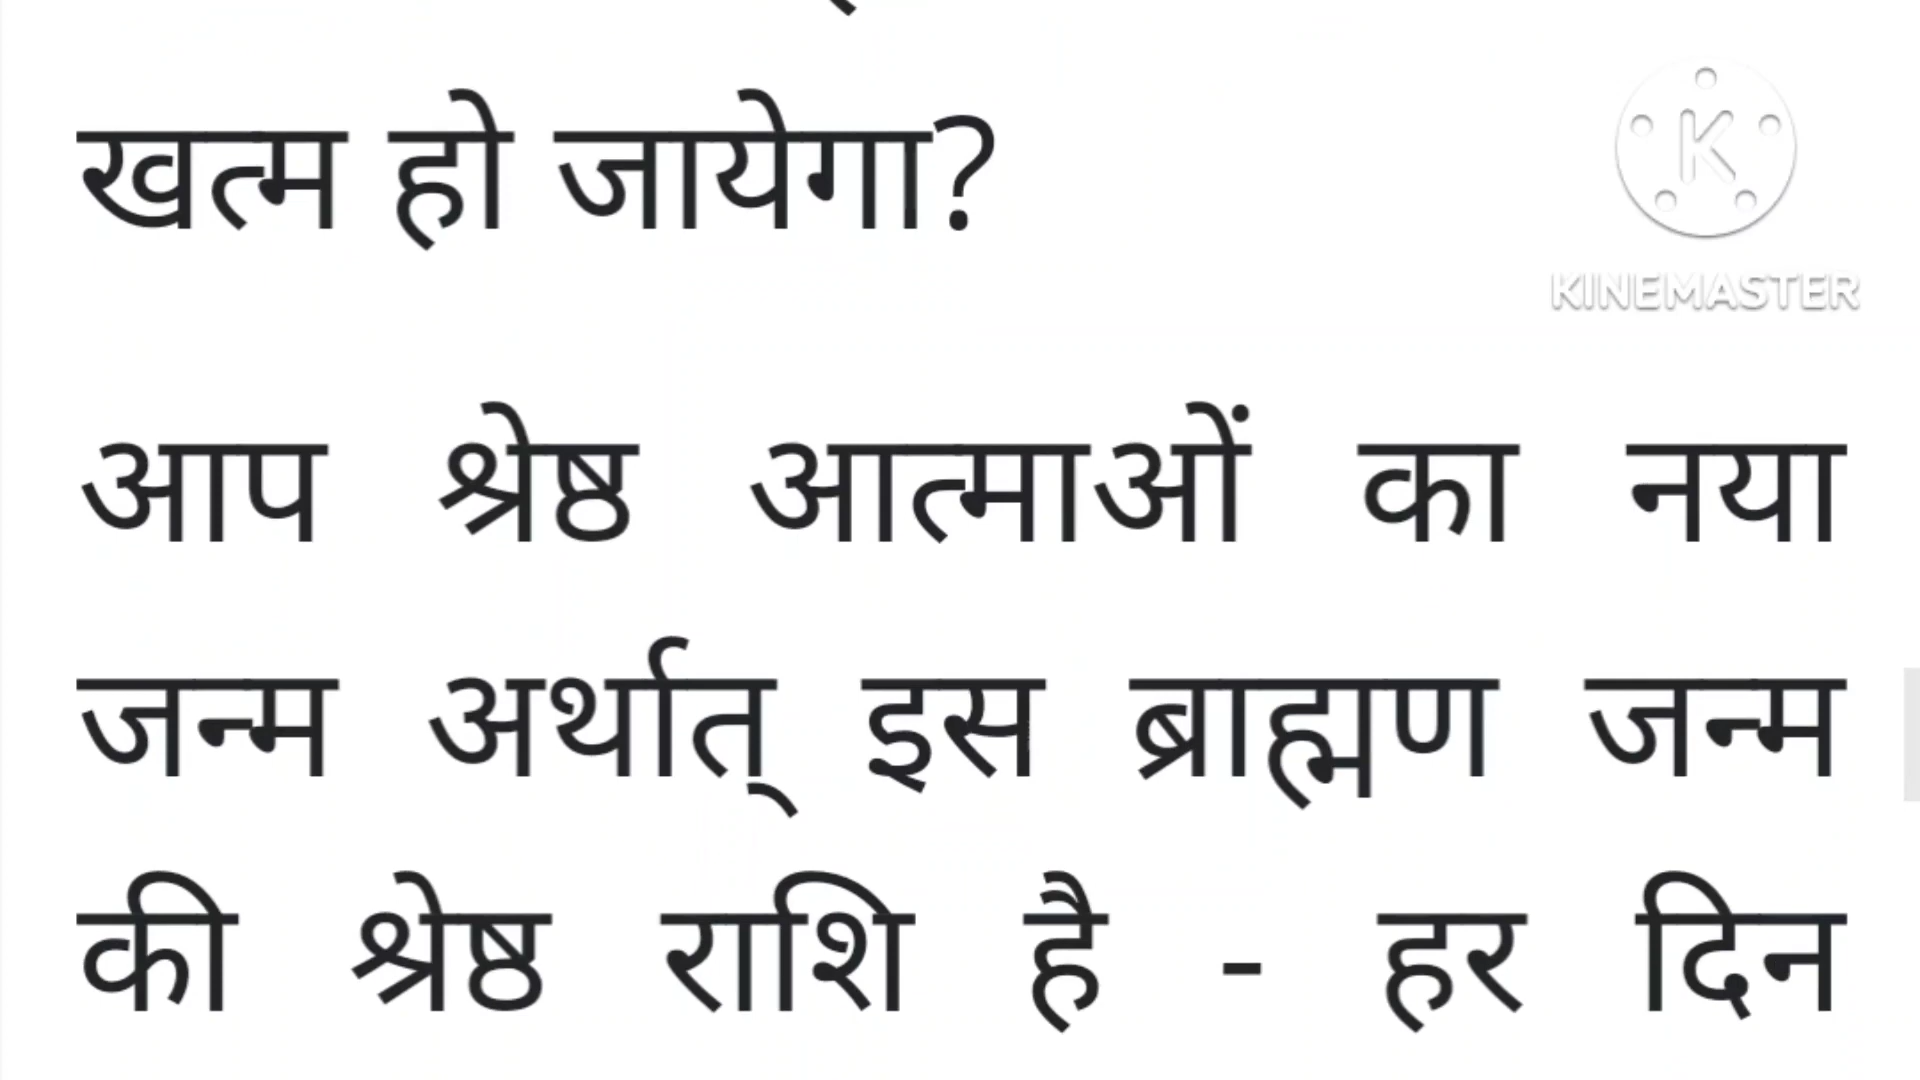 खत्म हो जायेगा?
KINEMASTER
आप श्रेष्ठ आत्माओं का नया
जन्म अर्थात् इस ब्राह्मण जन्म
की श्रेष्ठ राशि है - हर दिन